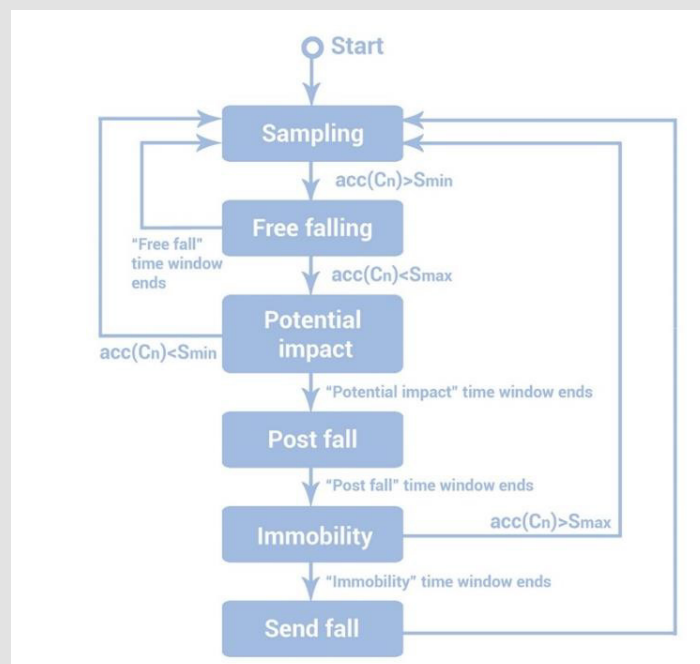 Start
Sampling
acc(Cn)>Smin
Free falling
“Free fall”
time window
ends
acc(Cn)<Smax
Potential
impact
acc(Cn)<Smin
“Potential impact” time window ends
Post fall
“Post fall” time window ends
acc(Cn)>Smax
Immobility
“Immobility” time window ends
Send fall